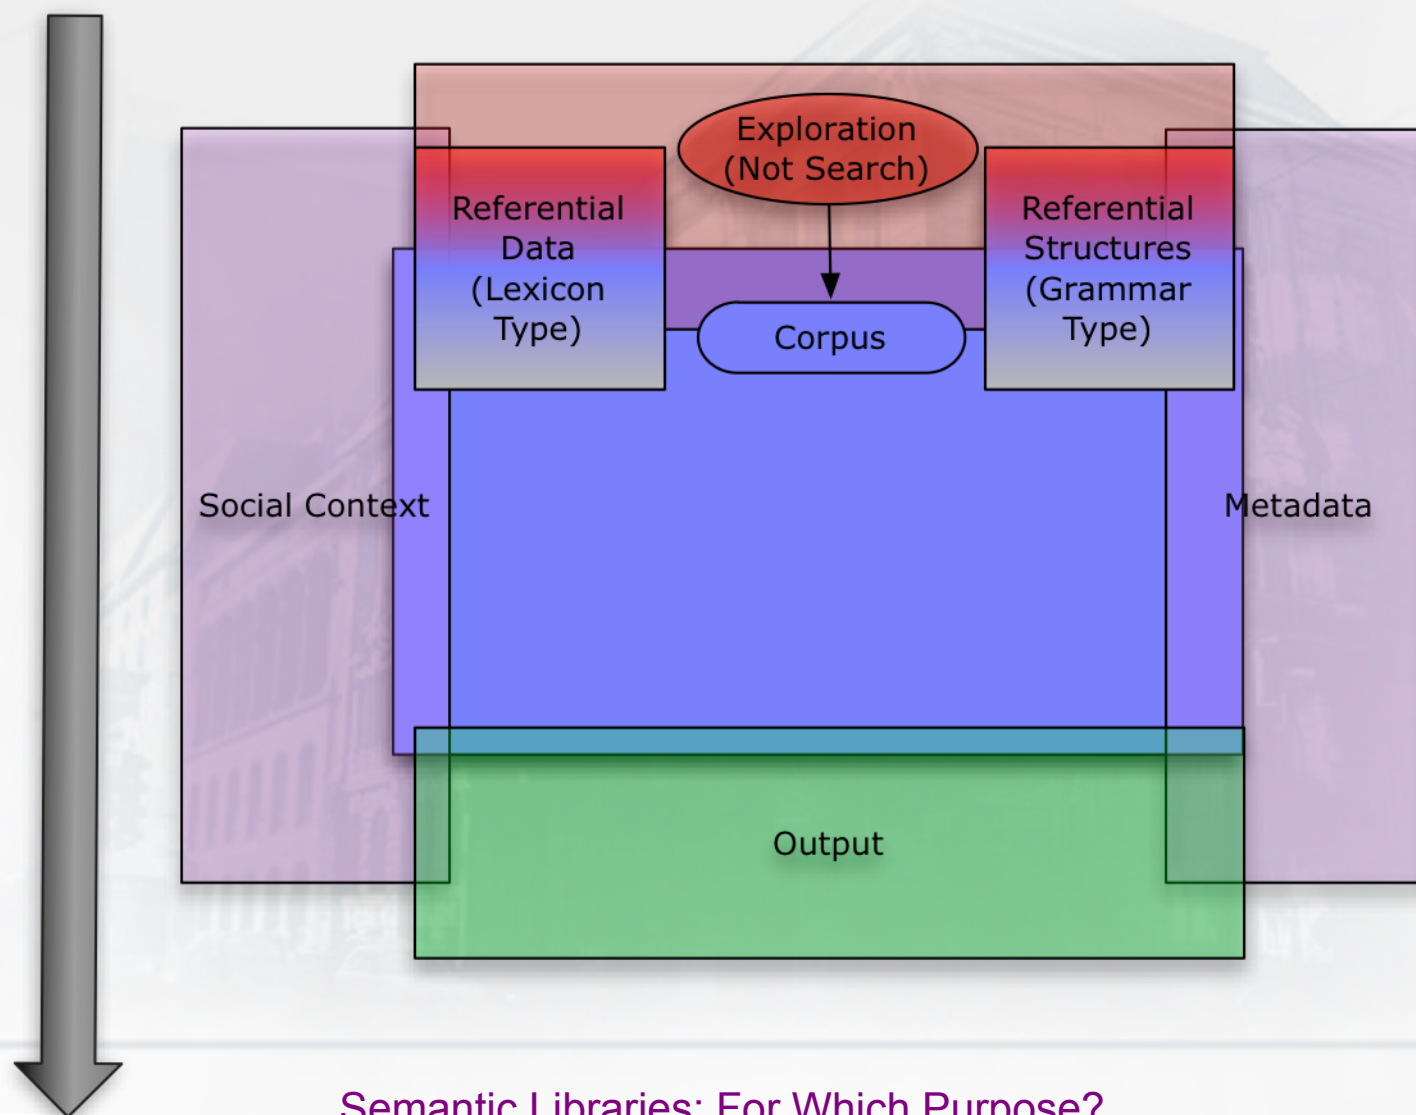 Exploration
(Not Search)
Referential
Data
(Lexicon
Type)
Referential
Structures
(Grammar
Type)
Corpus
Social Context
Metadata
Output
Semantic Libraries: For Which Purpose?